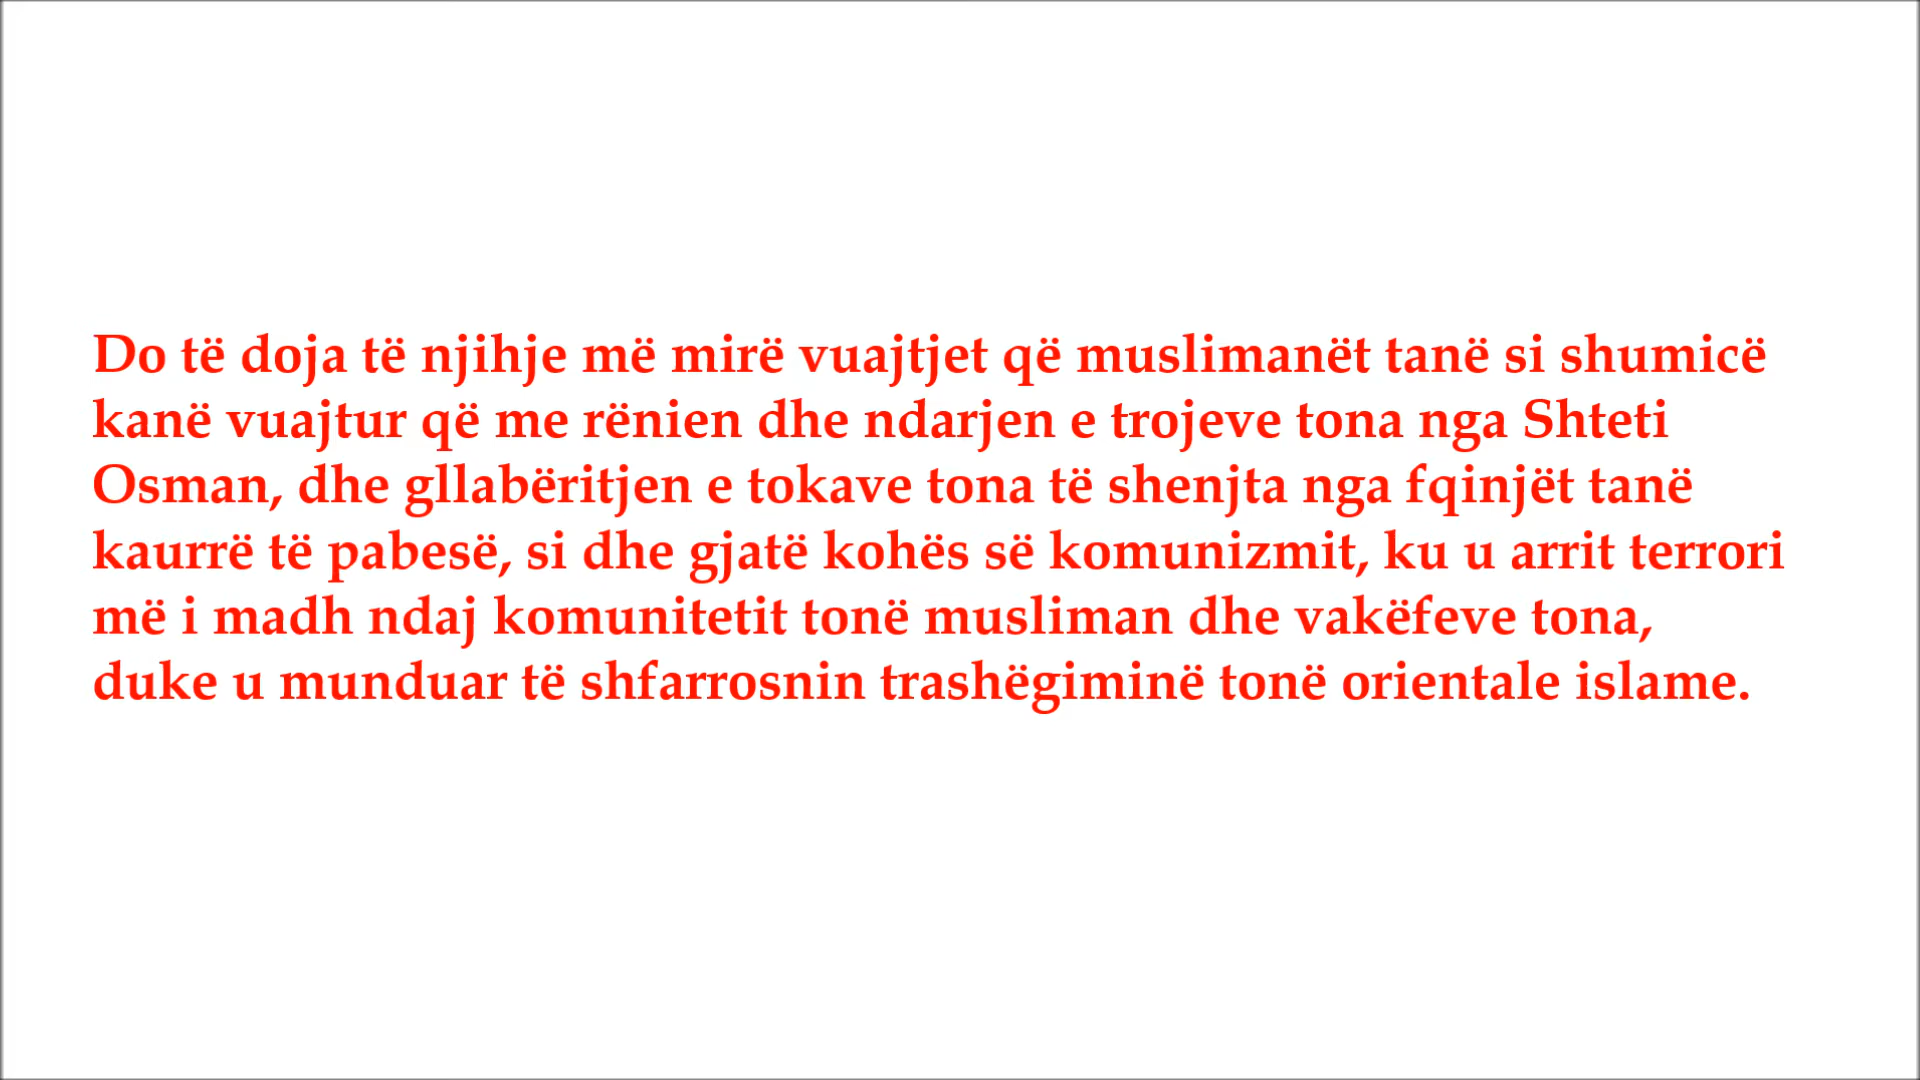 Do të doja të njihje më mirë vuajtjet që muslimanët tanë si shumicë
kanë vuajtur që me rënien dhe ndarjen e trojeve tona nga Shteti
Osman, dhe gllabëritjen e tokave tona të shenjta nga fqinjët tanë
kaurrë të pabesë, si dhe gjatë kohës së komunizmit, ku u arrit terrori
më i madh ndaj komunitetit tonë musliman dhe vakëfeve tona,
duke u munduar të shfarrosnin trashëgiminë tonë orientale islame.